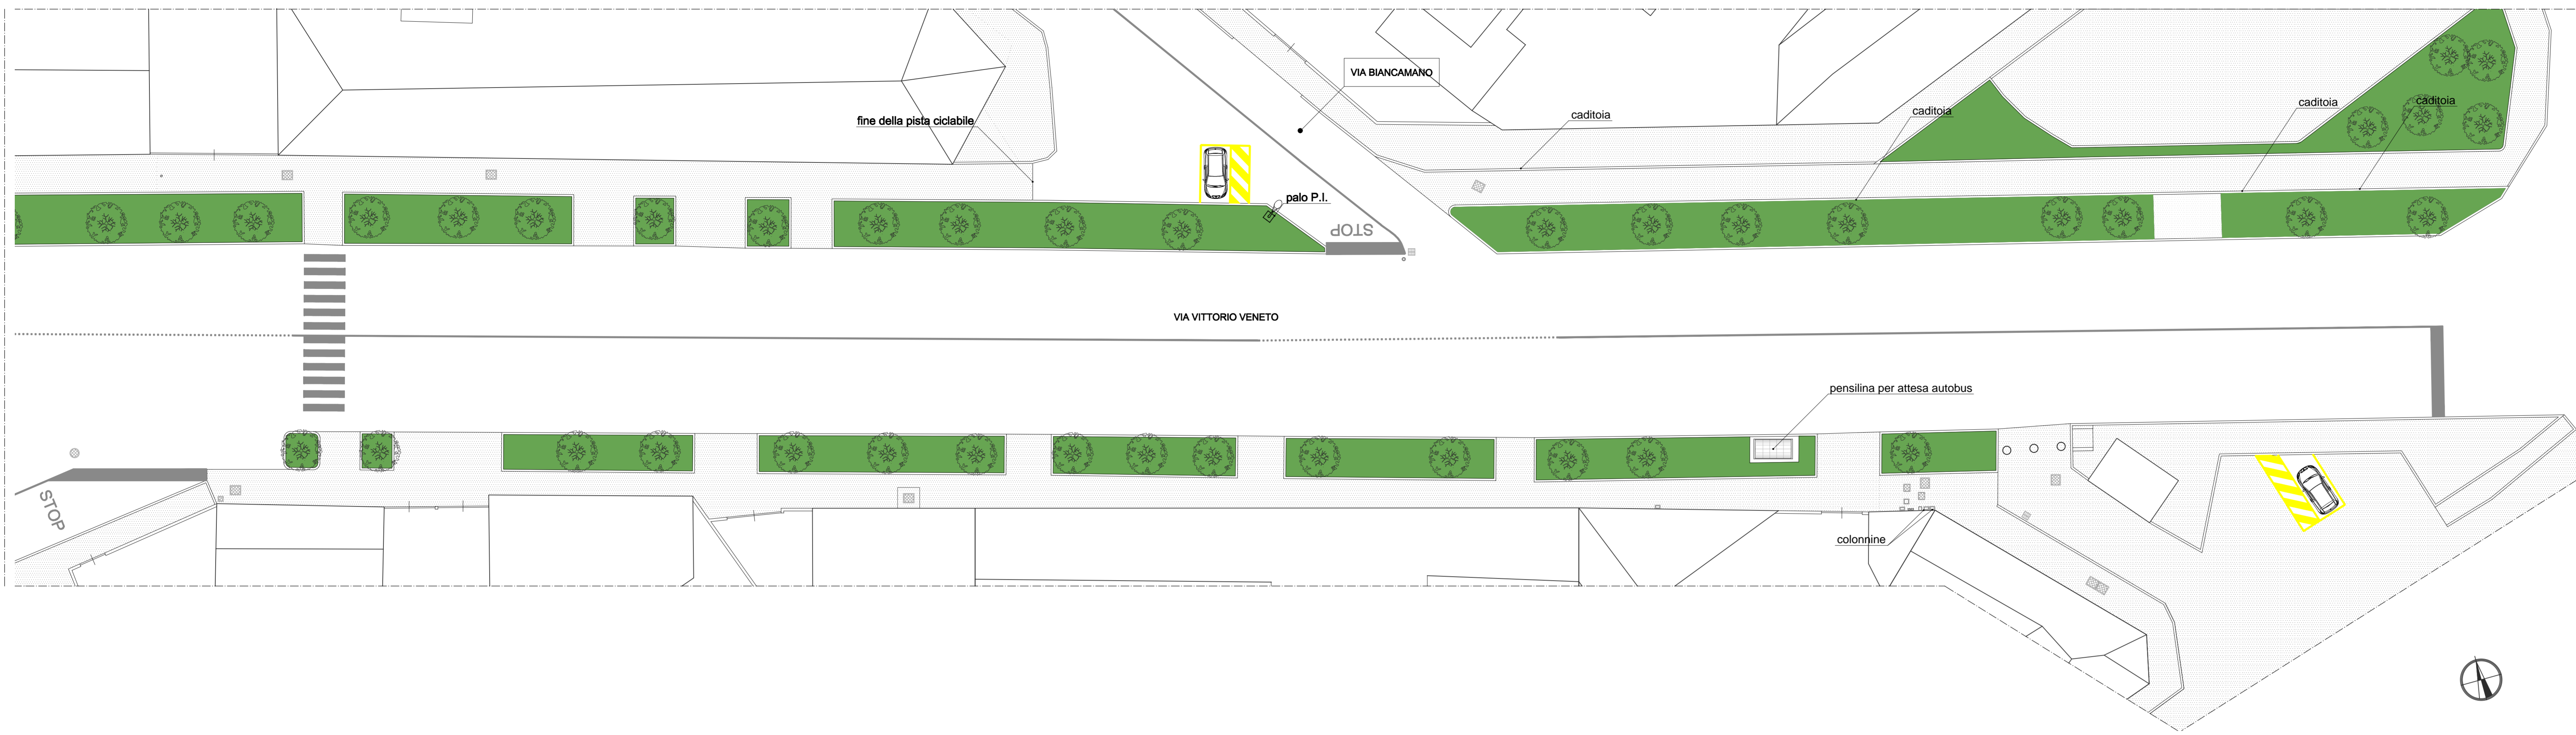 VIA BIANCAMANO
caditoia
caditoia
caditoia
caditoia
fine della pista ciclabile
palo P.I.
STOP
VIA VITTORIO VENETO
pensilina per attesa autobus
STOP
colonnine